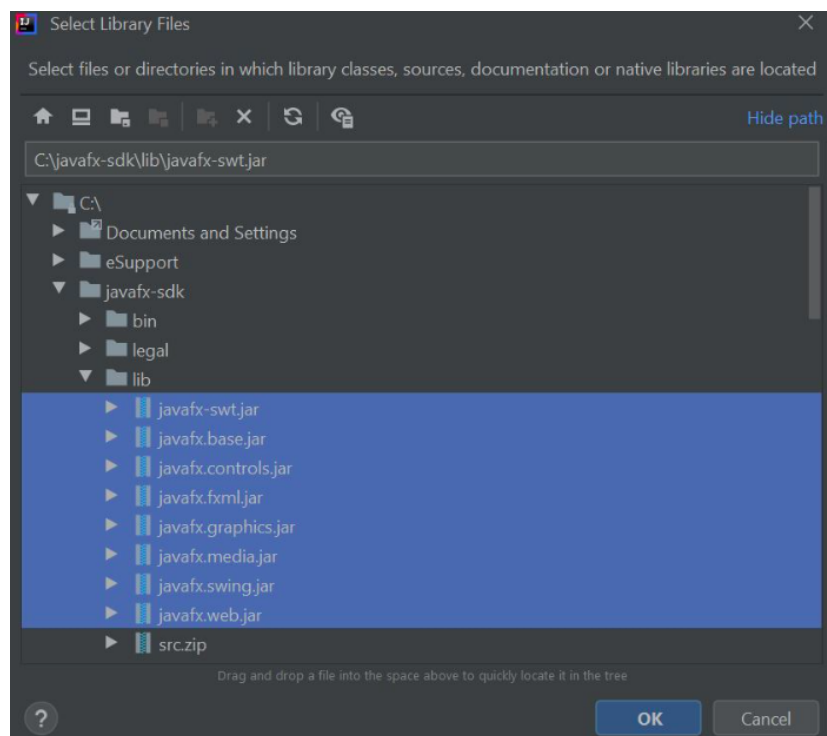 Select Library Files
Select files or directories in which library classes, sources, documentation or native libraries are located
Hide path
C:\javafx-sdk\lib\javafx-swt.jar
C:\
Documents and Settings
eSupport
javafx-sdk
bin
legal
lib
javafx-swt.jar
javafx.base.jar
javafx.controls.jar
javafx.fxml.jar
javafx.graphics.jar
javafx.media.jar
javafx.swing.jar
javafx.web.jar
src.zip
Drag and drop a file into the space above to quickly locate it in the tree
? OK Cancel